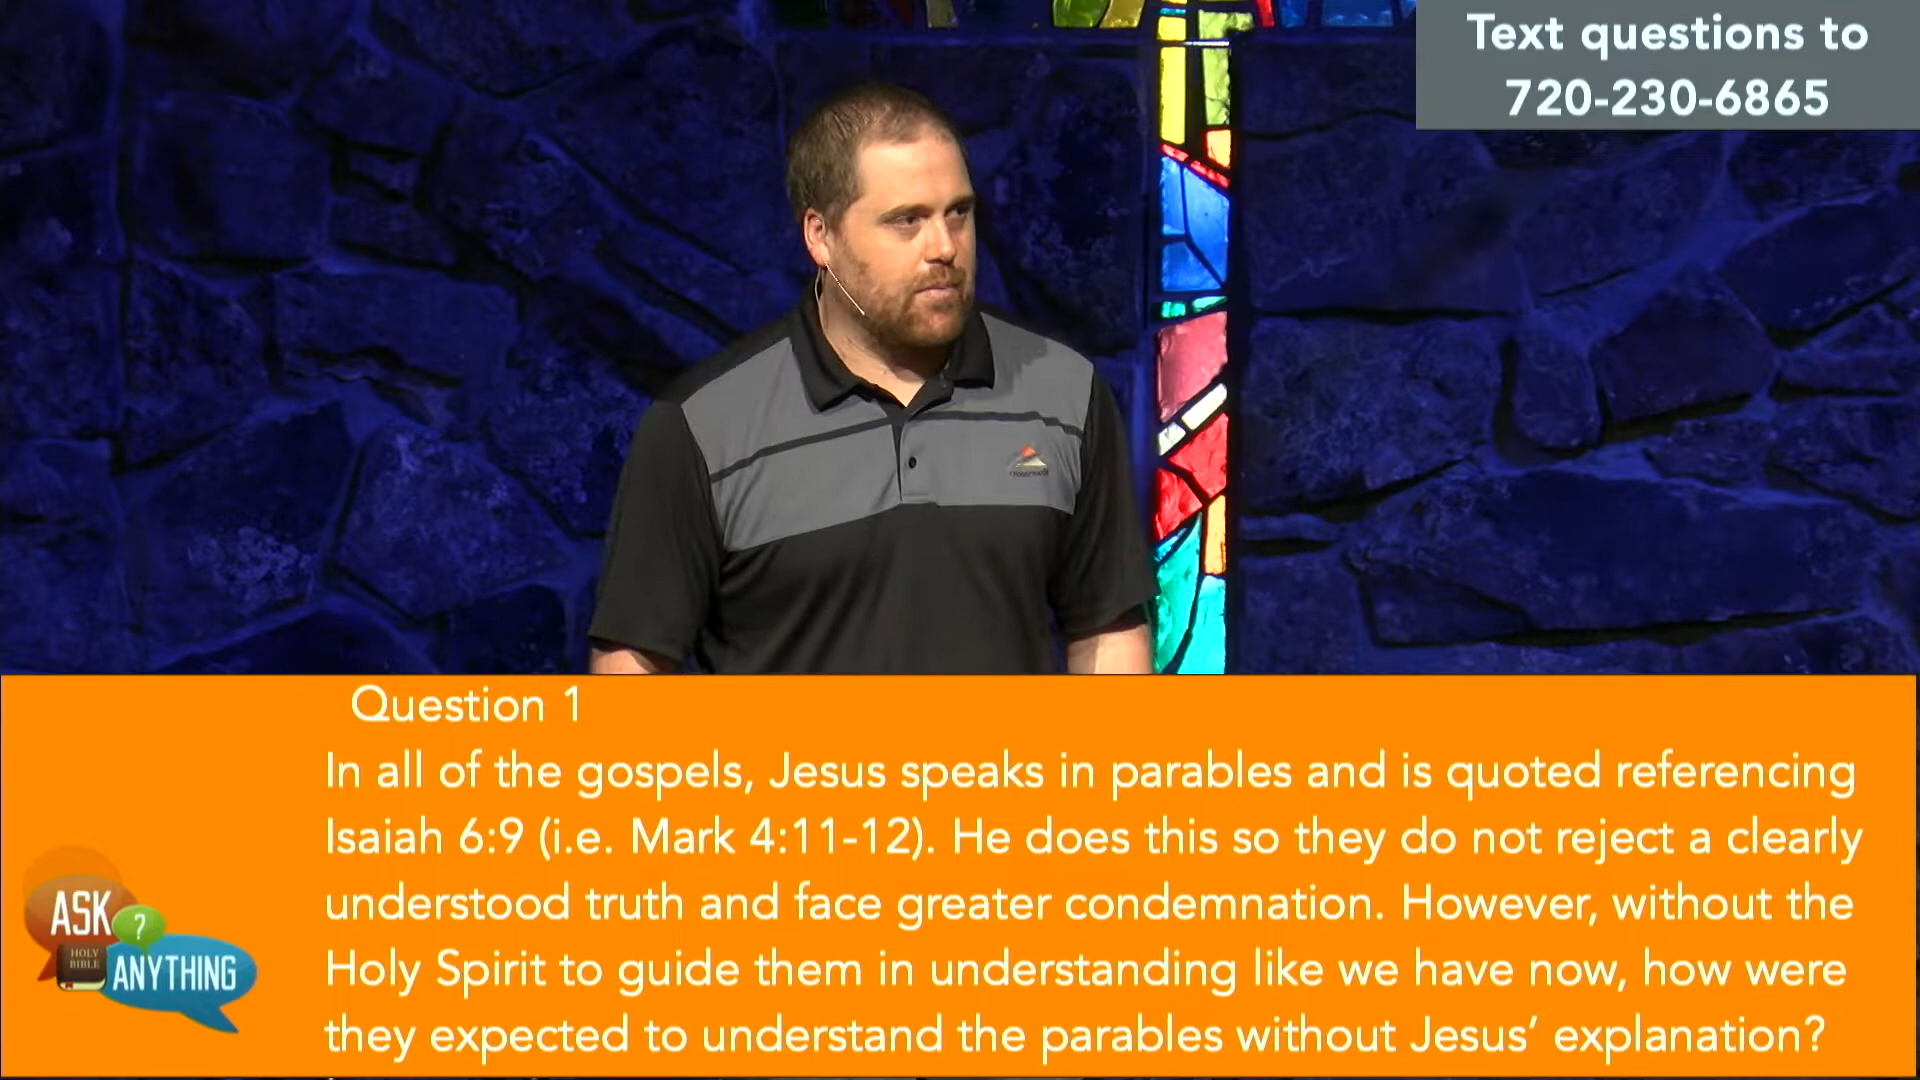 Text questions to
720-230-6865
Question 1
In all of the gospels, Jesus speaks in parables and is quoted referencing
Isaiah 6:9 (i.e. Mark 4:11-12). He does this so they do not reject a clearly
understood truth and face greater condemnation. However, without the
Holy Spirit to guide them in understanding like we have now, how were
they expected to understand the parables without Jesus’ explanation?
ASK
?
HOLY
BIBLE
ANYTHING